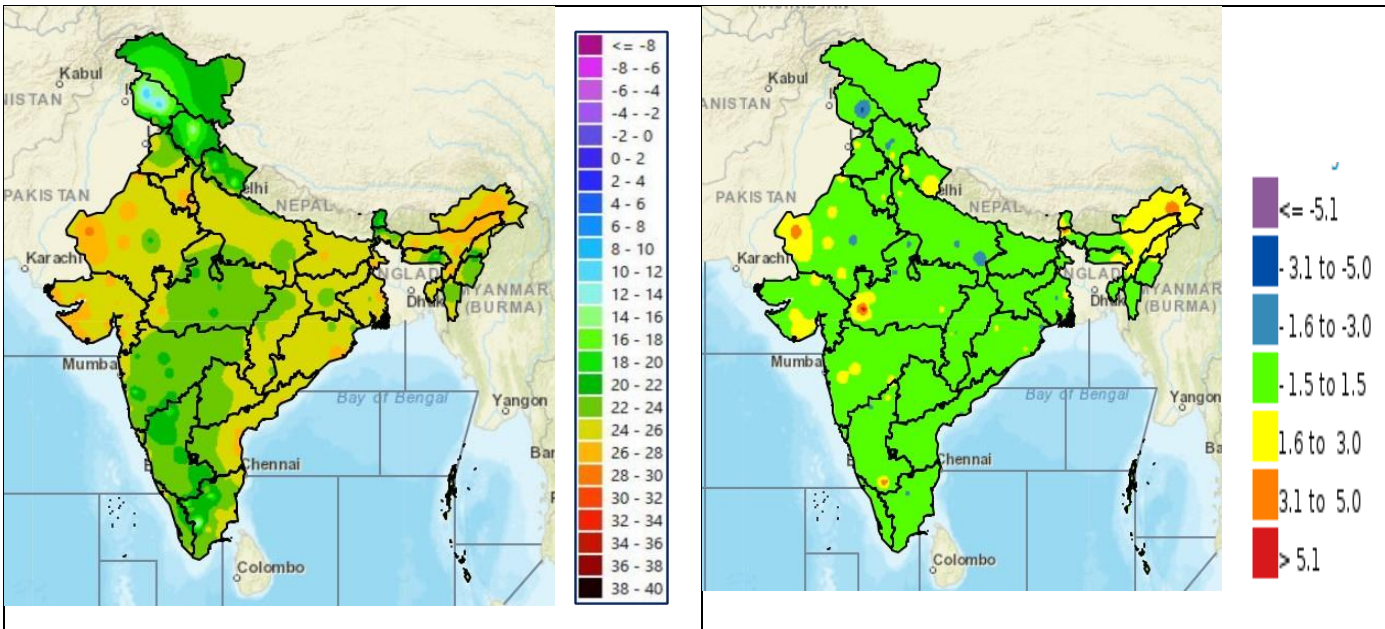 Kabul
NISTAN
PAKISTAN
elhi
NEPAL
Karachi
NGLAD
Dhak
MYANMAR
(BURMA)
Mumba
Bay of Bengal
Yangon
Chennai
Colombo
<= -8
-8 - -6
-6 - -4
-4 - -2
-2 - 0
0 - 2
2 - 4
4 - 6
6 - 8
8 - 10
10 - 12
12 - 14
14 - 16
16 - 18
18 - 20
20 - 22
22 - 24
24 - 26
26 - 28
28 - 30
30 - 32
32 - 34
34 - 36
36 - 38
38 - 40
Kabul
ANISTAN
PAKISTAN
elhi
NEPAL
Karachi
NGLAD
Dhak
MYANMAR
(BURMA)
Mumba
Bay of Bengal
Yangon
Chennai
Colombo
<= -5.1
-3.1 to -5.0
-1.6 to -3.0
-1.5 to 1.5
1.6 to 3.0
3.1 to 5.0
> 5.1